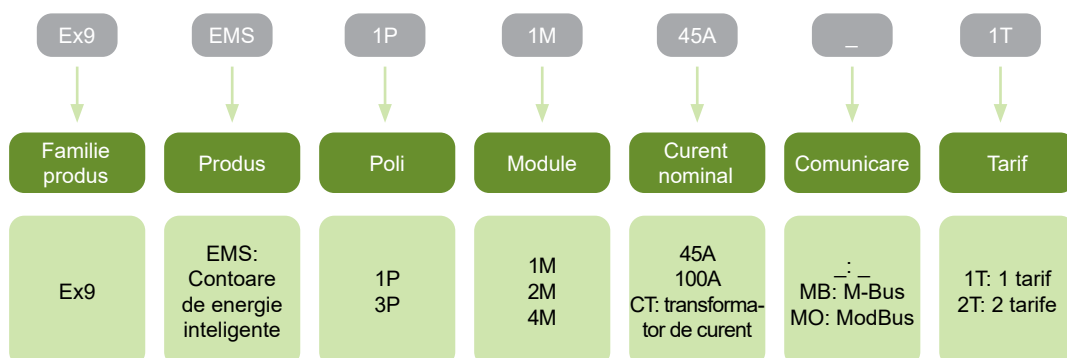 Ex9
EMS
1P
1M
45A
_
1T
Familie
produs
Produs
Poli
Module
Curent
nominal
Comunicare
Tarif
Ex9
EMS:
Contoare
de energie
inteligente
1P
3P
1M
2M
4M
45A
100A
CT: transforma-
tor de curent
_: _
MB: M-Bus
MO: ModBus
1T: 1 tarif
2T: 2 tarife